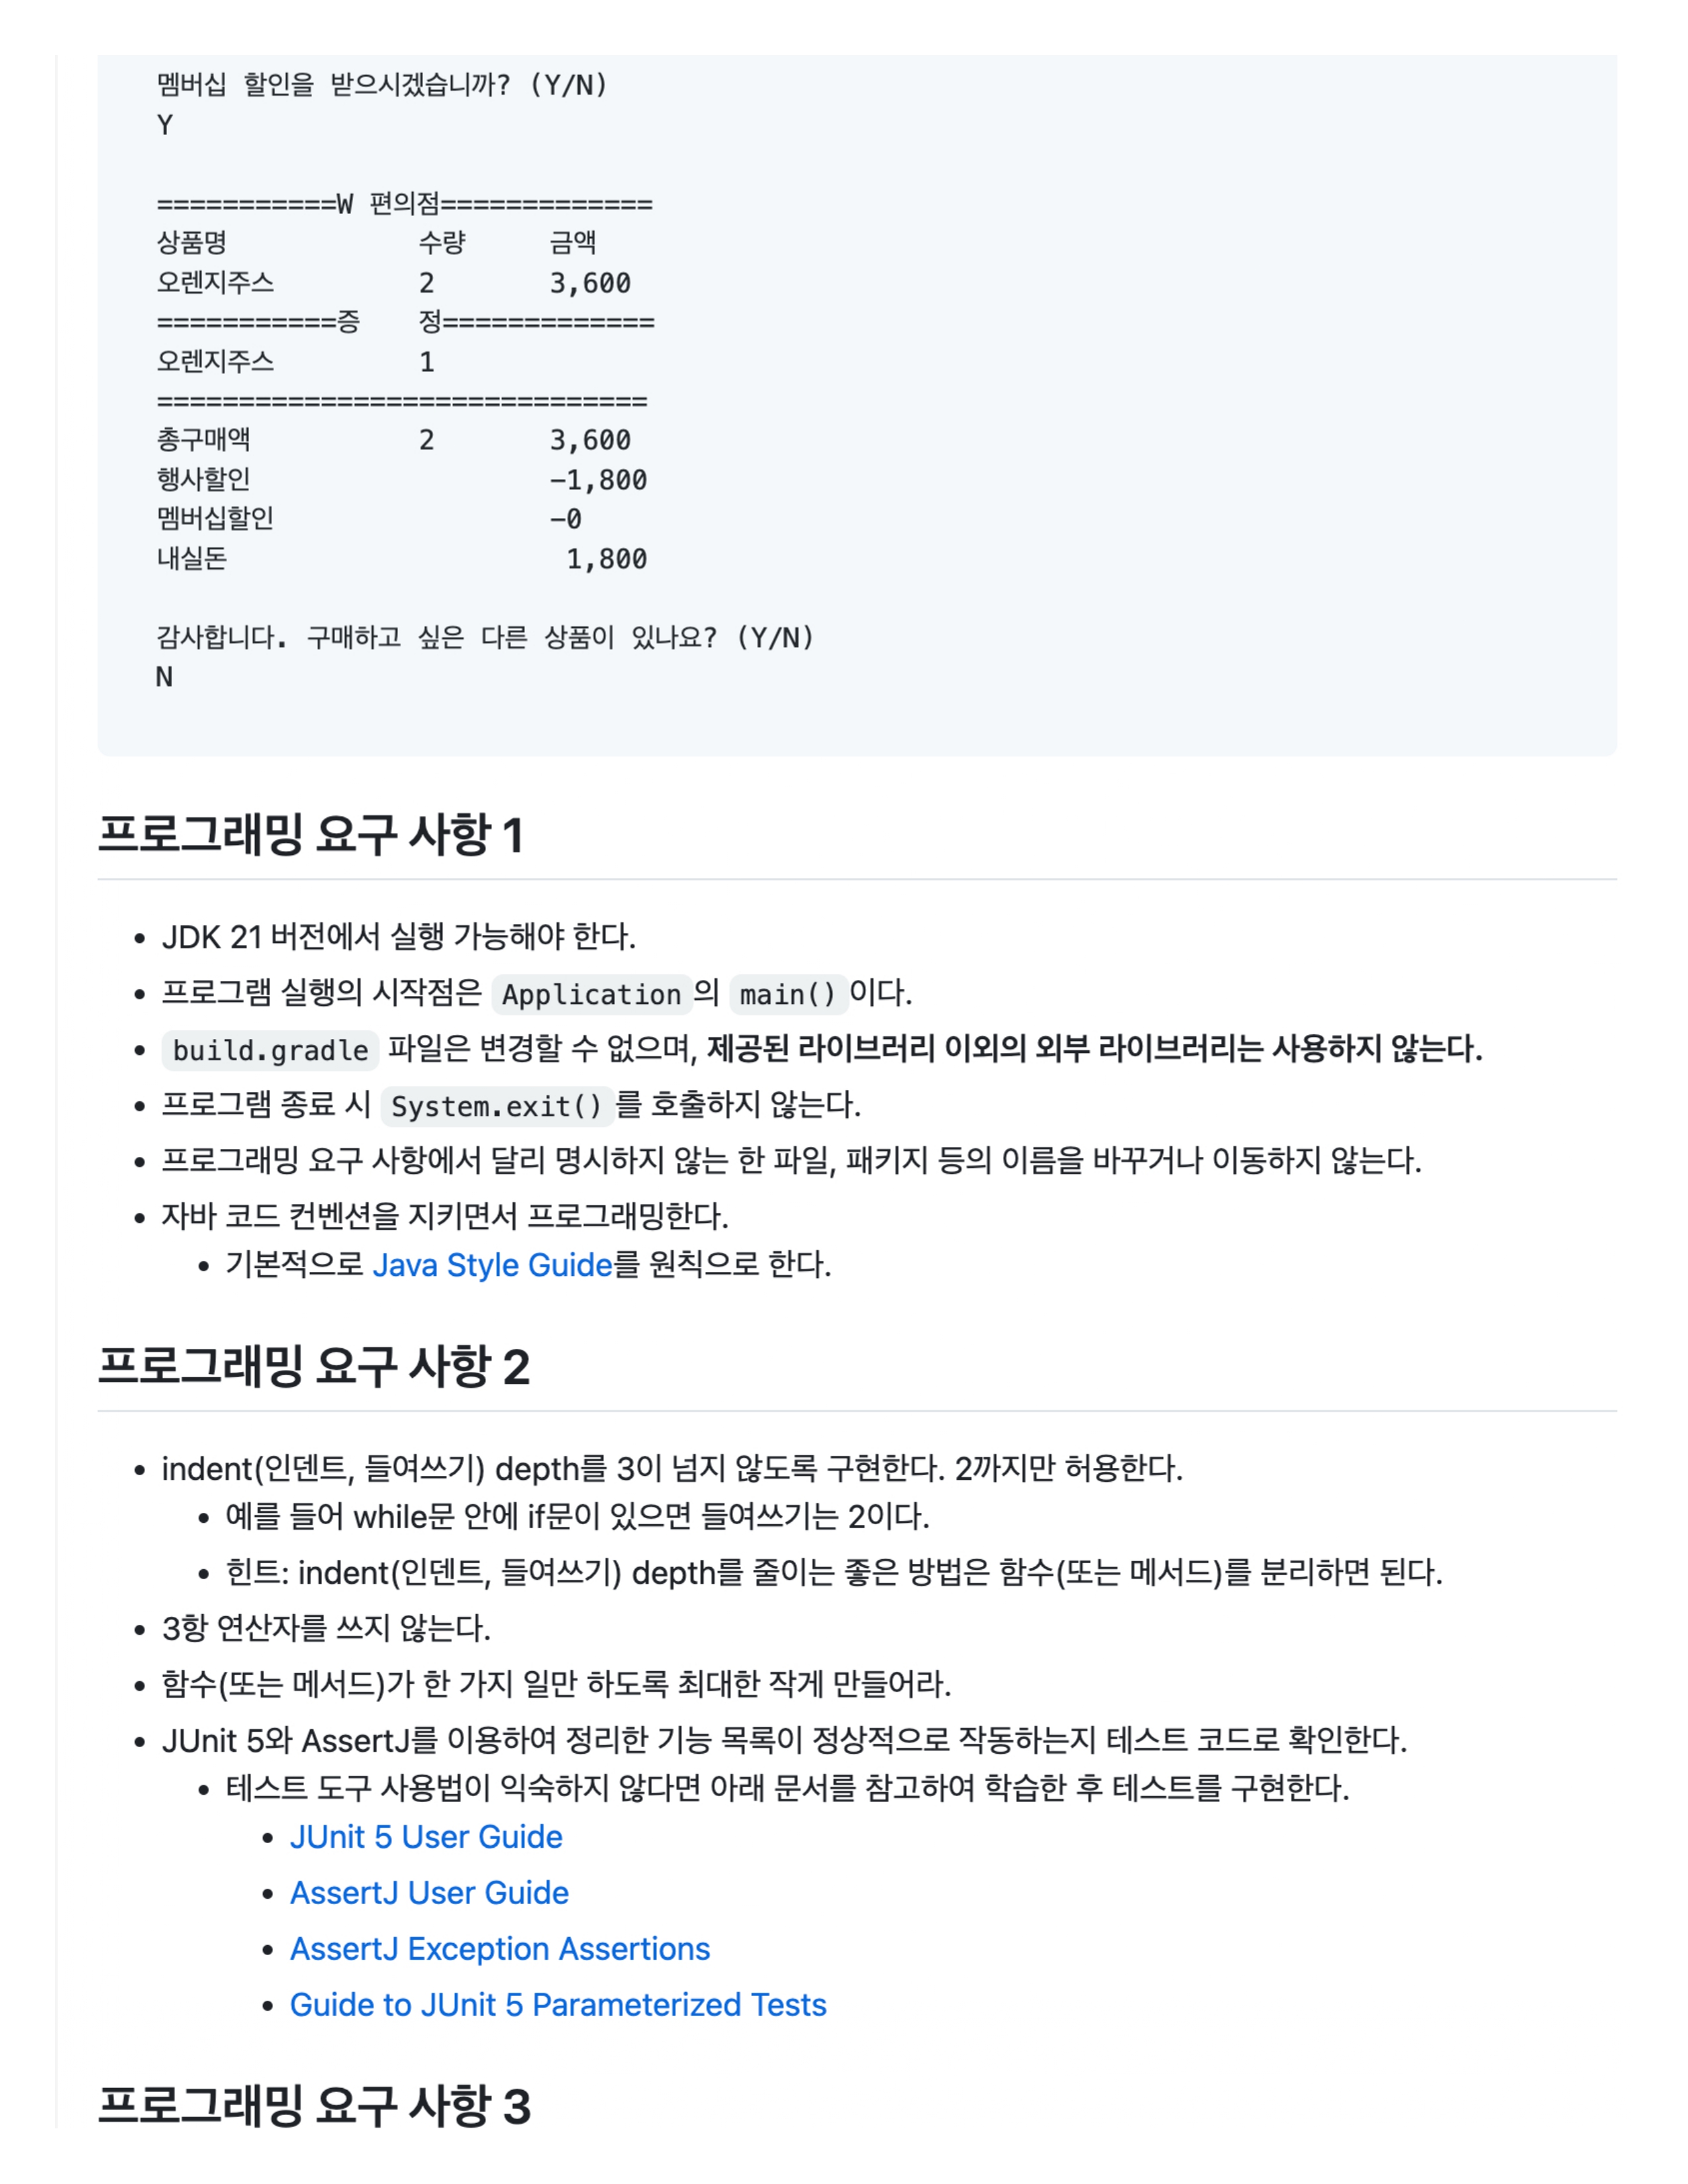 멤버십 할인을 받으시겠습니까? (Y/N)
Y
===========W 편의점=============
상품명 수량 금액
오렌지주스 2 3,600
===========증 정=============
오렌지주스 1
==============================
총구매액 2 3,600
행사할인 -1,800
멤버십할인 -0
내실돈 1,800
감사합니다. 구매하고 싶은 다른 상품이 있나요? (Y/N)
N
프로그래밍 요구 사항 1
• JDK 21 버전에서 실행 가능해야 한다.
• 프로그램 실행의 시작점은 Application의 main()이다.
• build.gradle 파일은 변경할 수 없으며, 제공된 라이브러리 이외의 외부 라이브러리는 사용하지 않는다.
• 프로그램 종료 시 System.exit()를 호출하지 않는다.
• 프로그래밍 요구 사항에서 달리 명시하지 않는 한 파일, 패키지 등의 이름을 바꾸거나 이동하지 않는다.
• 자바 코드 컨벤션을 지키면서 프로그래밍한다.
• 기본적으로 Java Style Guide를 원칙으로 한다.
프로그래밍 요구 사항 2
• indent(인덴트, 들여쓰기) depth를 3이 넘지 않도록 구현한다. 2까지만 허용한다.
• 예를 들어 while문 안에 if문이 있으면 들여쓰기는 2이다.
• 힌트: indent(인덴트, 들여쓰기) depth를 줄이는 좋은 방법은 함수(또는 메서드)를 분리하면 된다.
• 3항 연산자를 쓰지 않는다.
• 함수(또는 메서드)가 한 가지 일만 하도록 최대한 작게 만들어라.
• JUnit 5와 AssertJ를 이용하여 정리한 기능 목록이 정상적으로 작동하는지 테스트 코드로 확인한다.
• 테스트 도구 사용법이 익숙하지 않다면 아래 문서를 참고하여 학습한 후 테스트를 구현한다.
• JUnit 5 User Guide
• AssertJ User Guide
• AssertJ Exception Assertions
• Guide to JUnit 5 Parameterized Tests
프로그래밍 요구 사항 3